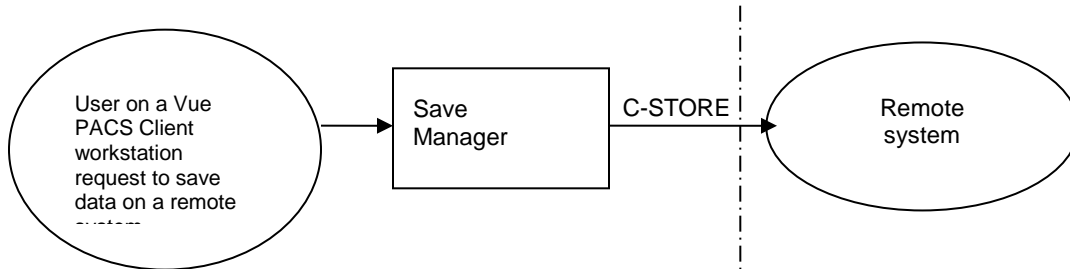 User on a Vue
PACS Client
workstation
request to save
data on a remote
Save
Manager
C-STORE
Remote
system